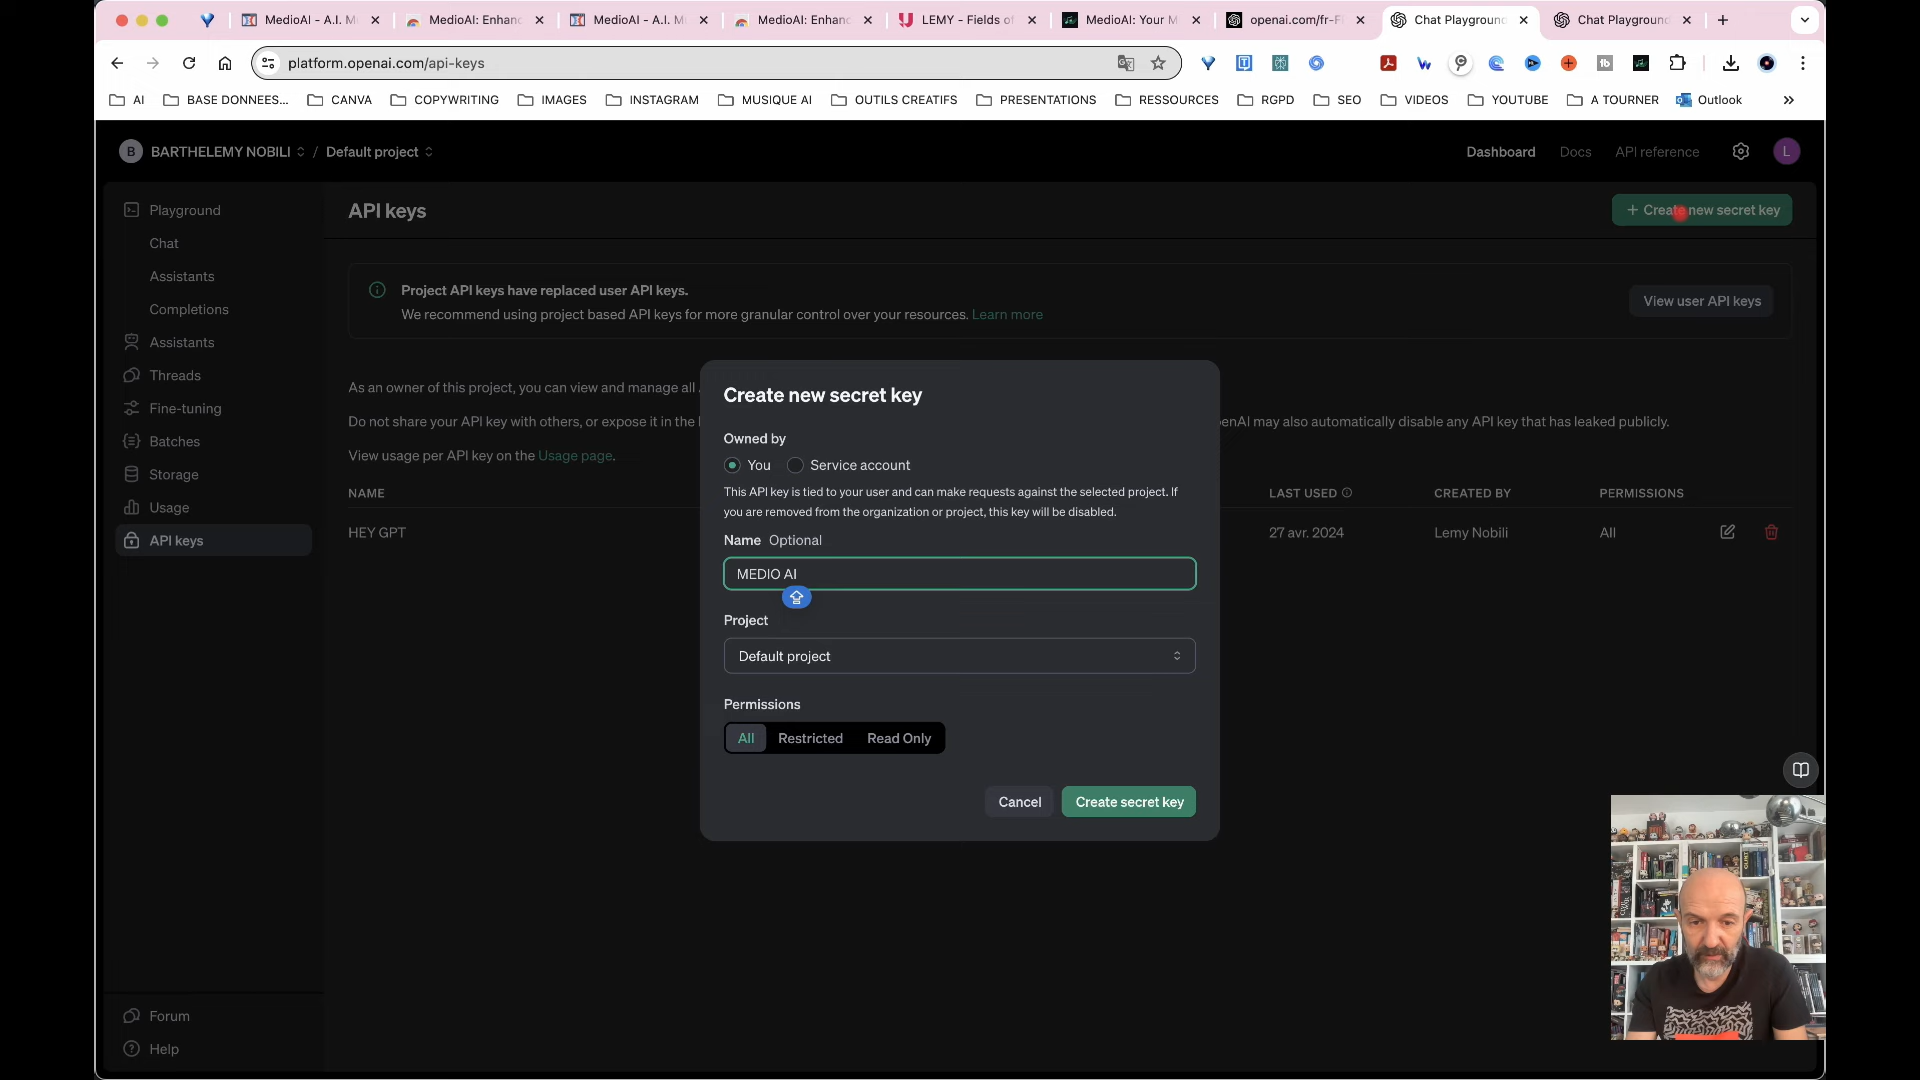 MedioAI - A.I. M
MedioAI: Enhanc
MedioAI - A.I. M
MedioAI: Enhanc
LEMY - Fields of
MedioAI: Your M
openai.com/fr-F
Chat Playground
Chat Playground
platform.openai.com/api-keys
AI
BASE DONNEES...
CANVA
COPYWRITING
IMAGES
INSTAGRAM
MUSIQUE AI
OUTILS CREATIFS
PRESENTATIONS
RESSOURCES
RGPD
SEO
VIDEOS
YOUTUBE
A TOURNER
Outlook
»
B BARTHELEMY NOBILI / Default project
Dashboard
Docs
API reference
L
Playground
Chat
Assistants
Completions
Assistants
Threads
Fine-tuning
Batches
Storage
Usage
API keys
Forum
Help
API keys
+ Create new secret key
Project API keys have replaced user API keys.
We recommend using project based API keys for more granular control over your resources. Learn more
View user API keys
As an owner of this project, you can view and manage all
Do not share your API key with others, or expose it in the
enAI may also automatically disable any API key that has leaked publicly.
View usage per API key on the Usage page.
NAME
LAST USED
CREATED BY
PERMISSIONS
HEY GPT
27 avr. 2024
Lemy Nobili
All
Create new secret key
Owned by
You
Service account
This API key is tied to your user and can make requests against the selected project. If
you are removed from the organization or project, this key will be disabled.
Name Optional
MEDIO AI
Project
Default project
Permissions
All
Restricted
Read Only
Cancel
Create secret key